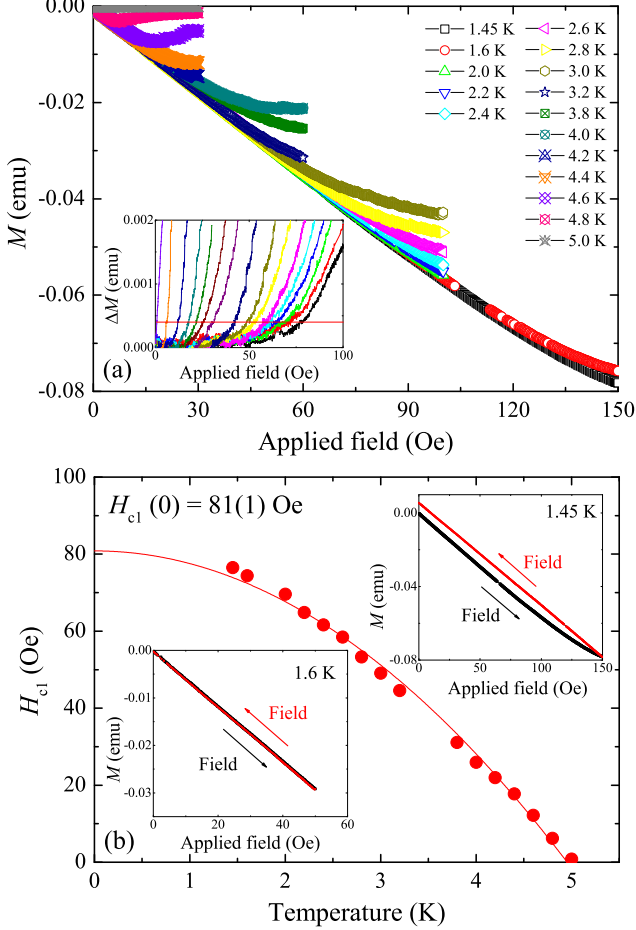 0.00
-0.02
-0.04
-0.06
-0.08
M (emu)
1.45 K
1.6 K
2.0 K
2.2 K
2.4 K
2.6 K
2.8 K
3.0 K
3.2 K
3.8 K
4.0 K
4.2 K
4.4 K
4.6 K
4.8 K
5.0 K
0.002
0.001
0.000
ΔM (emu)
0 50 100
Applied field (Oe)
(a)
0 30 60 90 120 150
Applied field (Oe)
100
80
60
40
20
0
H c1 (Oe)
H c1 (0) = 81(1) Oe
0.00
-0.04
-0.08
M (emu)
1.45 K
Field
Field
0 50 100 150
Applied field (Oe)
0.00
-0.01
-0.02
-0.03
M (emu)
1.6 K
Field
Field
0 20 40 60
Applied field (Oe)
(b)
0 1 2 3 4 5
Temperature (K)